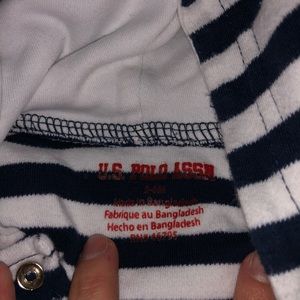 U.S. POLO ASSN.
Made in Bangladesh
Fabrique au Bangladesh
Hecho en Bangladesh